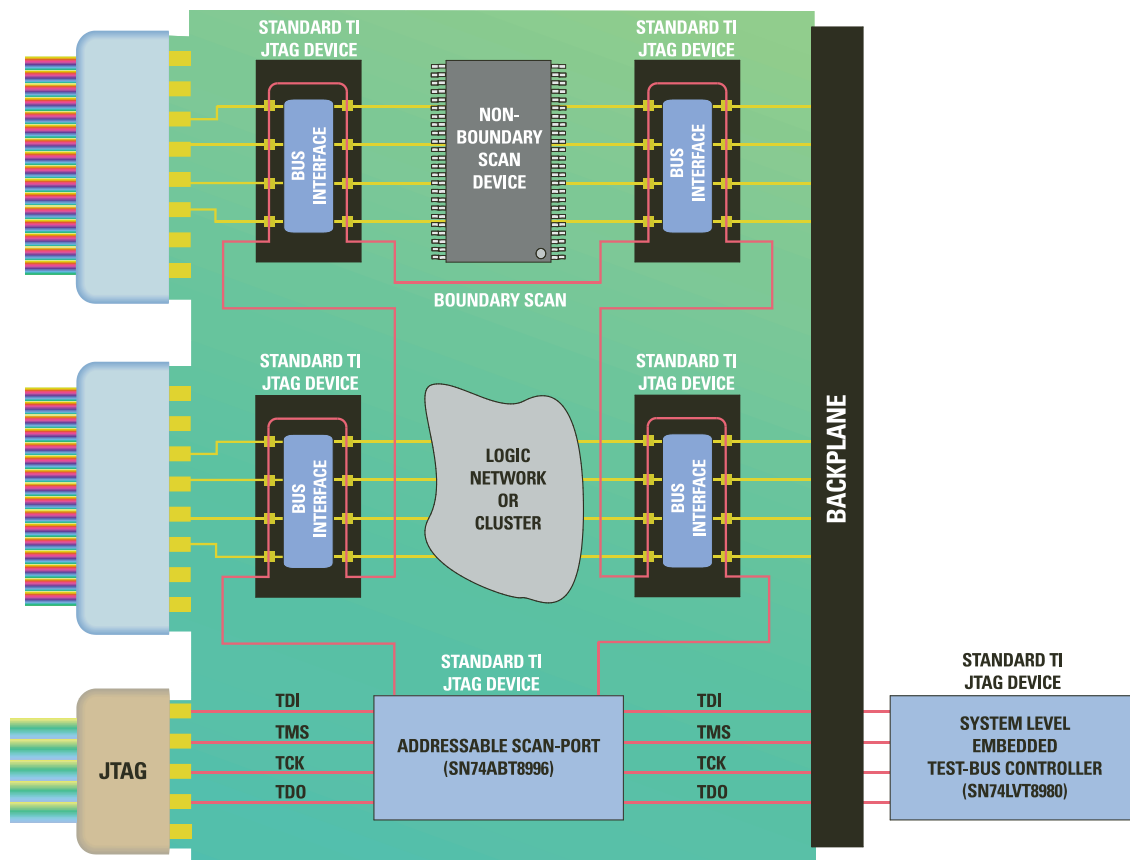 STANDARD TI
JTAG DEVICE
STANDARD TI
JTAG DEVICE
BUS
INTERFACE
NON-
BOUNDARY
SCAN
DEVICE
BUS
INTERFACE
BOUNDARY SCAN
STANDARD TI
JTAG DEVICE
STANDARD TI
JTAG DEVICE
BUS
INTERFACE
LOGIC
NETWORK
OR
CLUSTER
BUS
INTERFACE
BACKPLANE
JTAG
TDI
TMS
TCK
TDO
STANDARD TI
JTAG DEVICE
ADDRESSABLE SCAN-PORT
(SN74ABT8996)
TDI
TMS
TCK
TDO
STANDARD TI
JTAG DEVICE
SYSTEM LEVEL
EMBEDDED
TEST-BUS CONTROLLER
(SN74LVT8980)